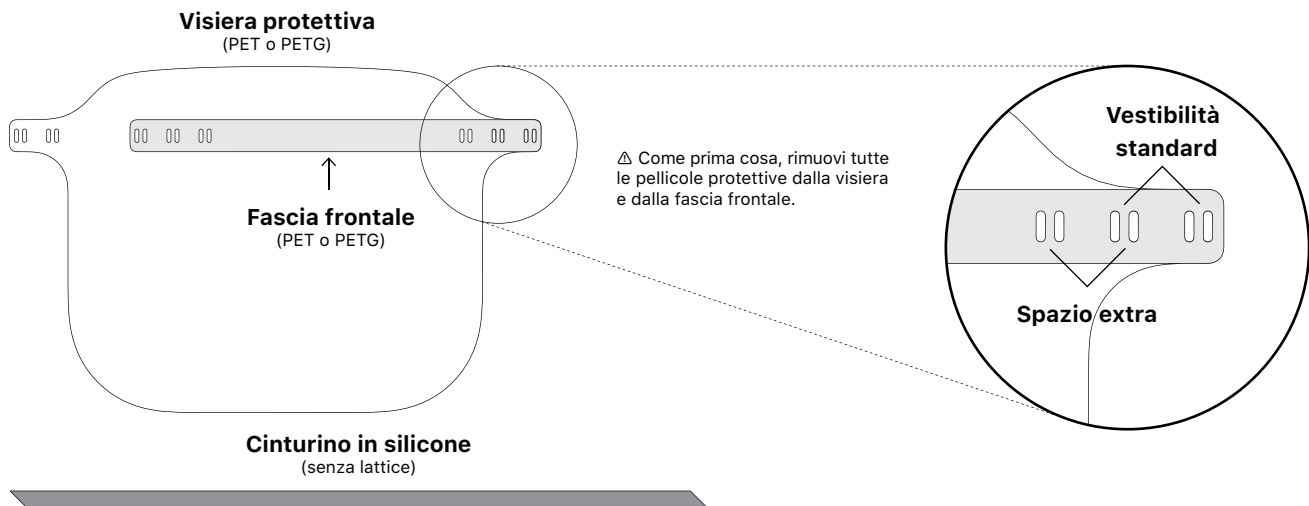 Visiera protettiva
(PET o PETG)
⚠ Come prima cosa, rimuovi tutte
le pellicole protettive dalla visiera
e dalla fascia frontale.
Fascia frontale
(PET o PETG)
Vestibilità
standard
Spazio extra
Cinturino in silicone
(senza lattice)